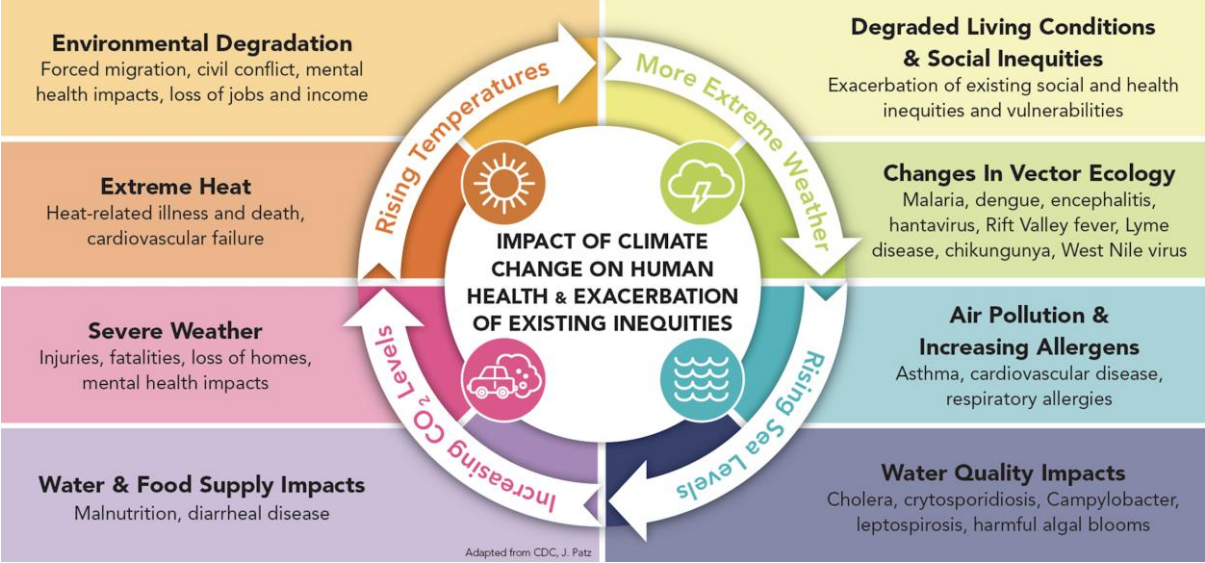 Environmental Degradation
Forced migration, civil conflict, mental
health impacts, loss of jobs and income
Extreme Heat
Heat-related illness and death,
cardiovascular failure
Severe Weather
Injuries, fatalities, loss of homes,
mental health impacts
Water & Food Supply Impacts
Malnutrition, diarrheal disease
Adapted from CDC, J. Patz
Rising Temperatures
More Extreme Weather
Rising Sea Levels
Increasing CO₂ Levels
IMPACT OF CLIMATE
CHANGE ON HUMAN
HEALTH & EXACERBATION
OF EXISTING INEQUITIES
Degraded Living Conditions
& Social Inequities
Exacerbation of existing social and health
inequities and vulnerabilities
Changes In Vector Ecology
Malaria, dengue, encephalitis,
hantavirus, Rift Valley fever, Lyme
disease, chikungunya, West Nile virus
Air Pollution &
Increasing Allergens
Asthma, cardiovascular disease,
respiratory allergies
Water Quality Impacts
Cholera, crytosporidiosis, Campylobacter,
leptospirosis, harmful algal blooms